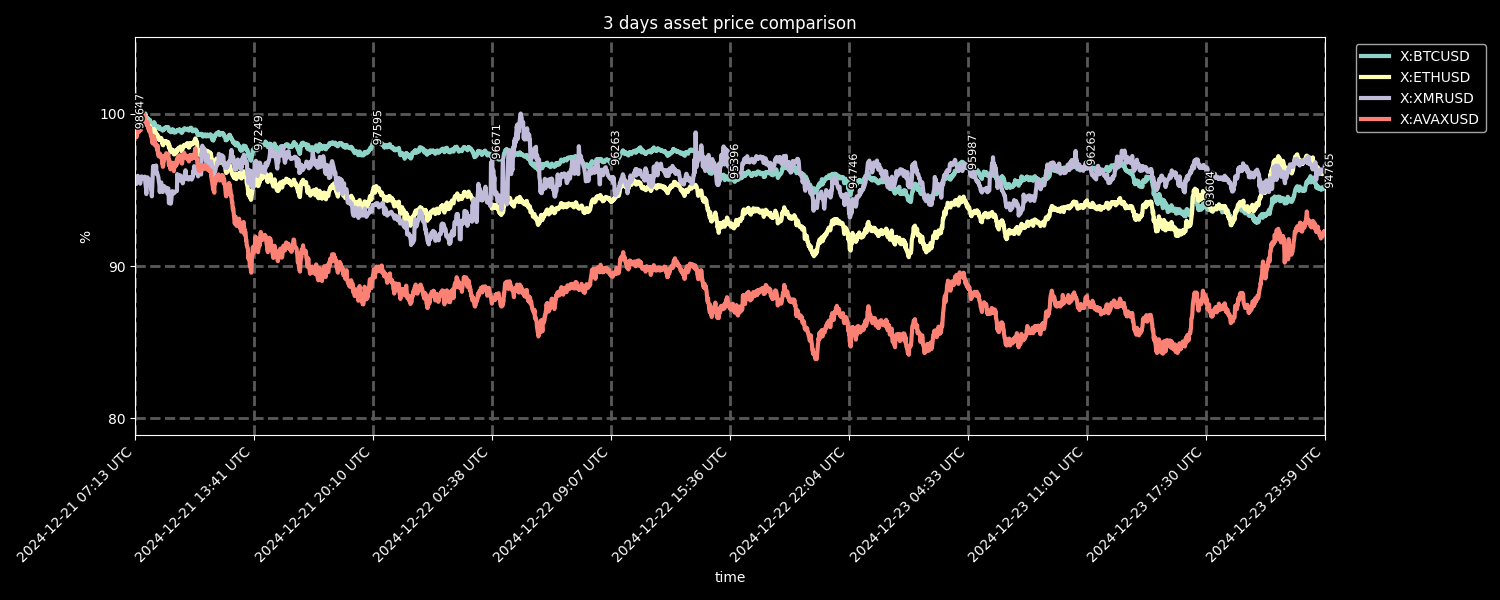 3 days asset price comparison
X:BTCUSD
X:ETHUSD
X:XMRUSD
X:AVAXUSD
%
100
90
80
98647
97249
97595
96671
96263
95396
94746
95987
96263
93604
94765
2024-12-21 07:13 UTC
2024-12-21 13:41 UTC
2024-12-21 20:10 UTC
2024-12-22 02:38 UTC
2024-12-22 09:07 UTC
2024-12-22 15:36 UTC
2024-12-22 22:04 UTC
2024-12-23 04:33 UTC
2024-12-23 11:01 UTC
2024-12-23 17:30 UTC
2024-12-23 23:59 UTC
time